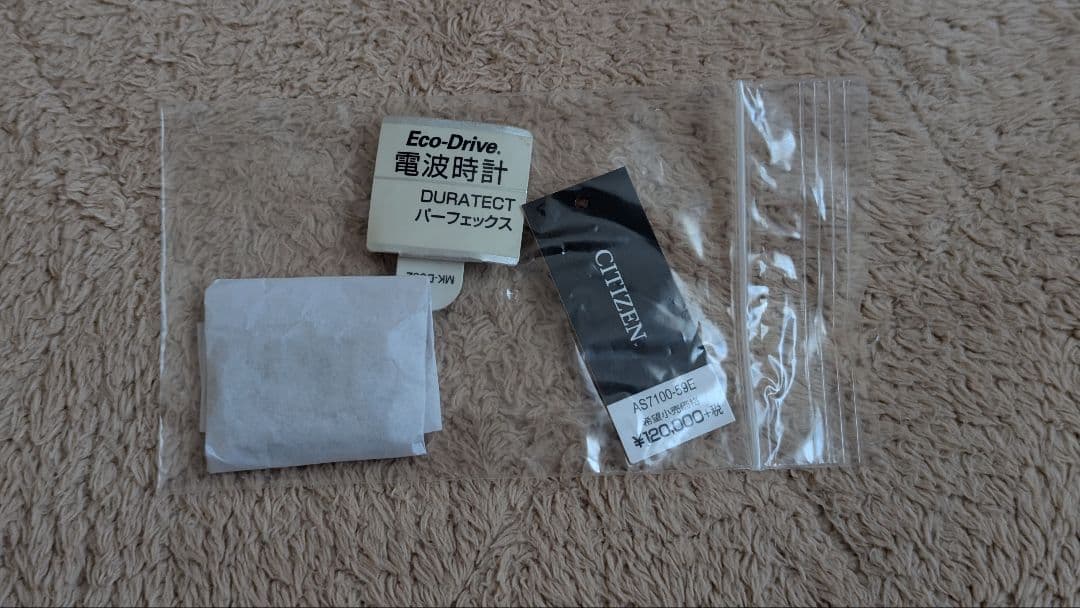 Eco-Drive.
電波時計
DURATECT
パーフェックス
CITIZEN
AS7100-59E
希望小売価格
¥120,000+税